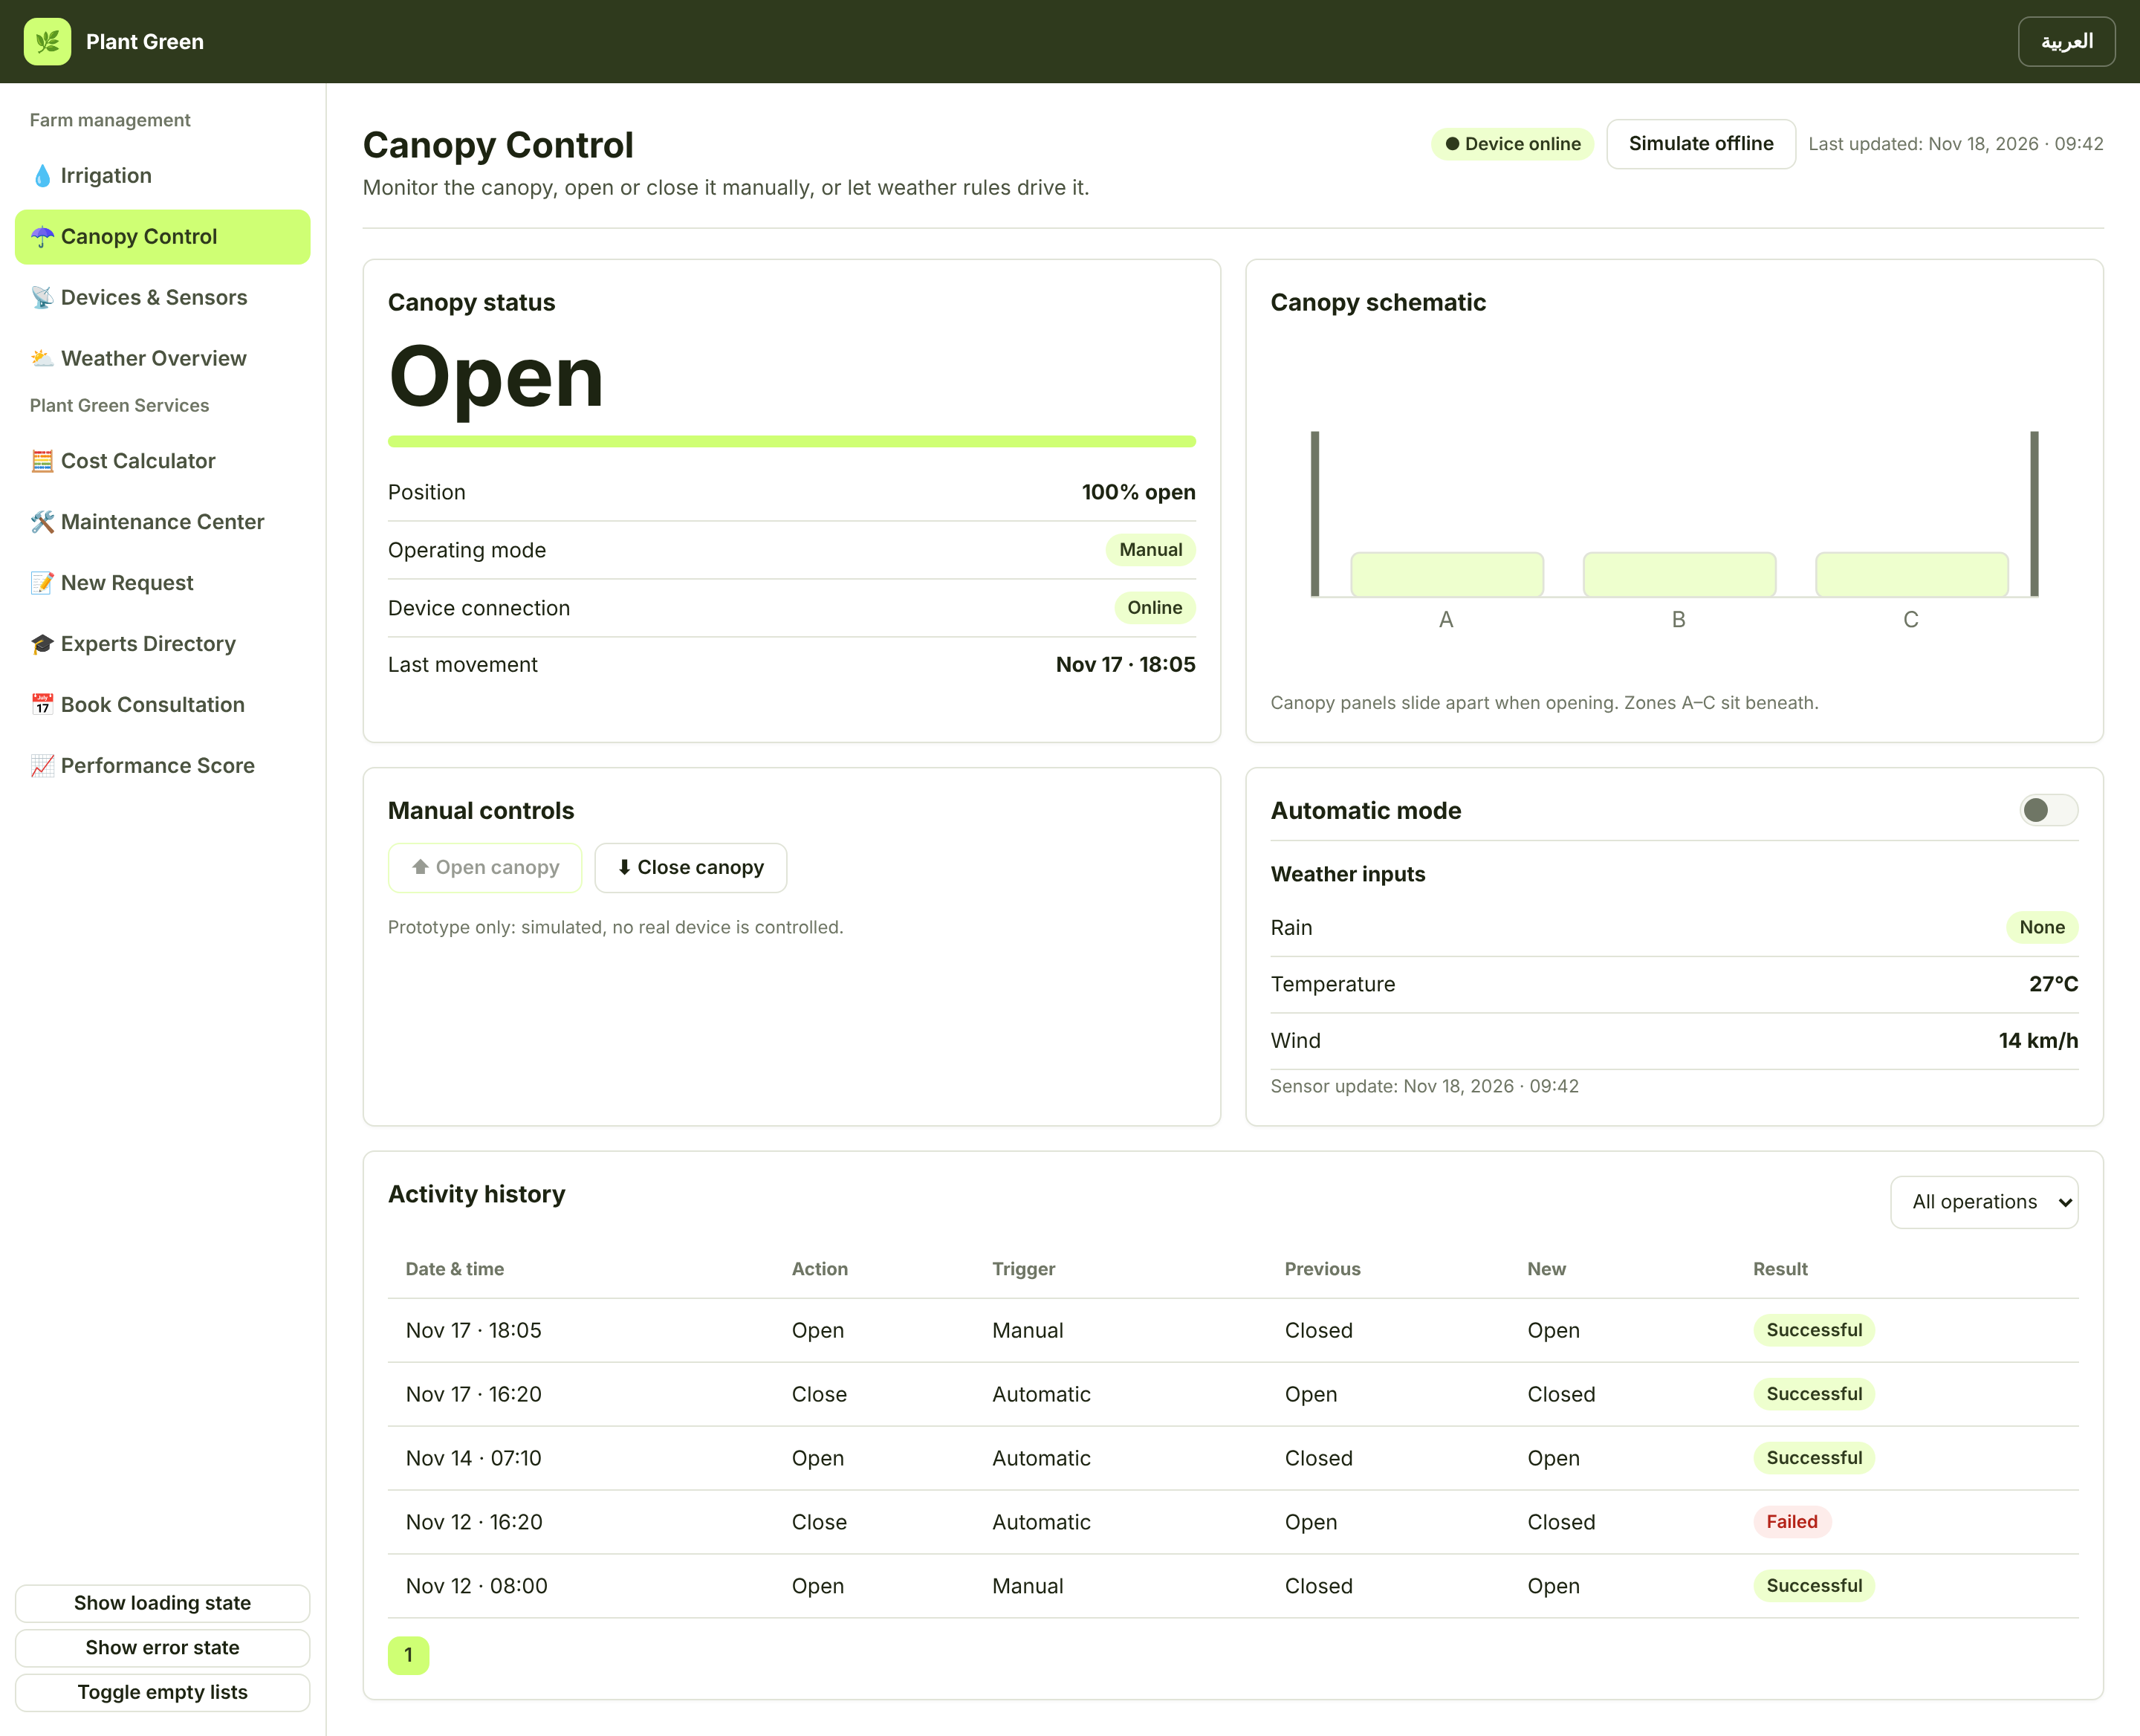 Plant Green
العربية
Farm management
Irrigation
Canopy Control
Devices & Sensors
Weather Overview
Plant Green Services
Cost Calculator
Maintenance Center
New Request
Experts Directory
Book Consultation
Performance Score
Show loading state
Show error state
Toggle empty lists
Canopy Control
Device online
Simulate offline
Last updated: Nov 18, 2026 · 09:42
Monitor the canopy, open or close it manually, or let weather rules drive it.
Canopy status
Open
Position 100% open
Operating mode Manual
Device connection Online
Last movement Nov 17 · 18:05
Canopy schematic
A B C
Canopy panels slide apart when opening. Zones A–C sit beneath.
Manual controls
⬆ Open canopy ⬇ Close canopy
Prototype only: simulated, no real device is controlled.
Automatic mode
Weather inputs
Rain None
Temperature 27°C
Wind 14 km/h
Sensor update: Nov 18, 2026 · 09:42
Activity history
All operations
Date & time Action Trigger Previous New Result
Nov 17 · 18:05 Open Manual Closed Open Successful
Nov 17 · 16:20 Close Automatic Open Closed Successful
Nov 14 · 07:10 Open Automatic Closed Open Successful
Nov 12 · 16:20 Close Automatic Open Closed Failed
Nov 12 · 08:00 Open Manual Closed Open Successful
1